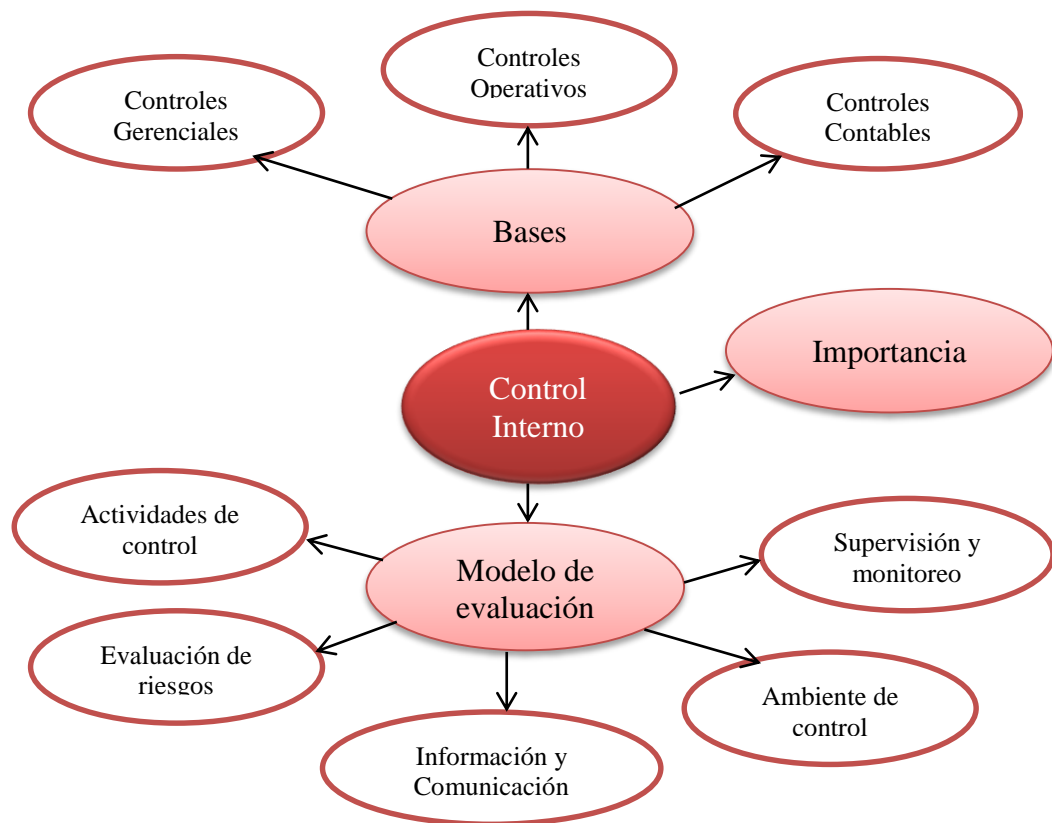 Controles
Operativos
Controles
Gerenciales
Controles
Contables
Bases
Importancia
Control
Interno
Actividades de
control
Supervisión y
monitoreo
Modelo de
evaluación
Evaluación de
riesgos
Ambiente de
control
Información y
Comunicación